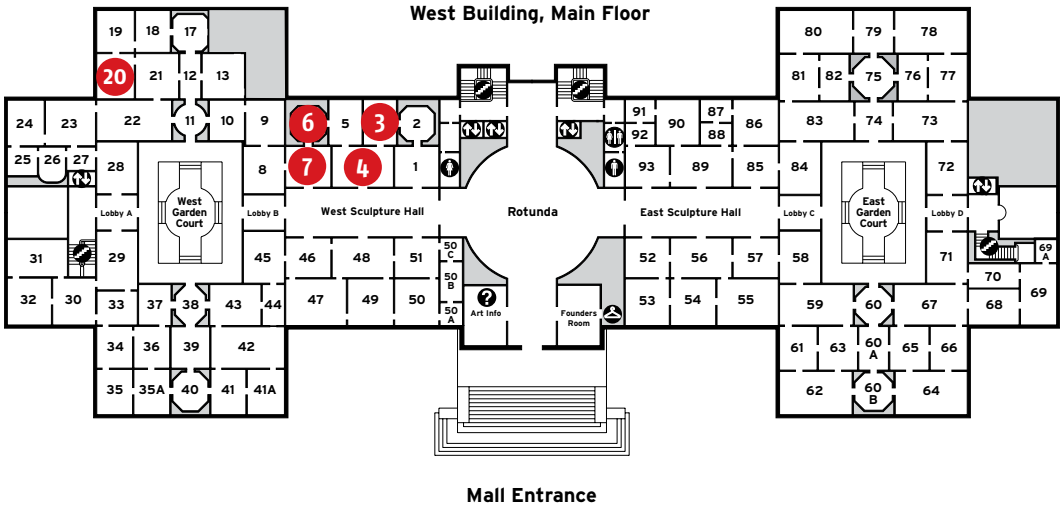 West Building, Main Floor
19 18 17 80 79 78
20 21 12 13 81 82 75 76 77
24 23 22 11 10 9 6 5 3 2 91 90 87 86 83 74 73
92 88
25 26 27 28 8 7 4 1 93 89 85 84 72
Lobby A West Garden Court Lobby B West Sculpture Hall Rotunda East Sculpture Hall Lobby C East Garden Court Lobby D
31 29 45 46 48 51 50 C 52 56 57 58 71 69 A
50 B
70
32 30 33 37 38 43 44 47 49 50 50 A ? Art Info Founders Room 53 54 55 59 60 67 68 69
34 36 39 42 61 63 60 A 65 66
35 35A 40 41 41A 62 60 B 64
Mall Entrance